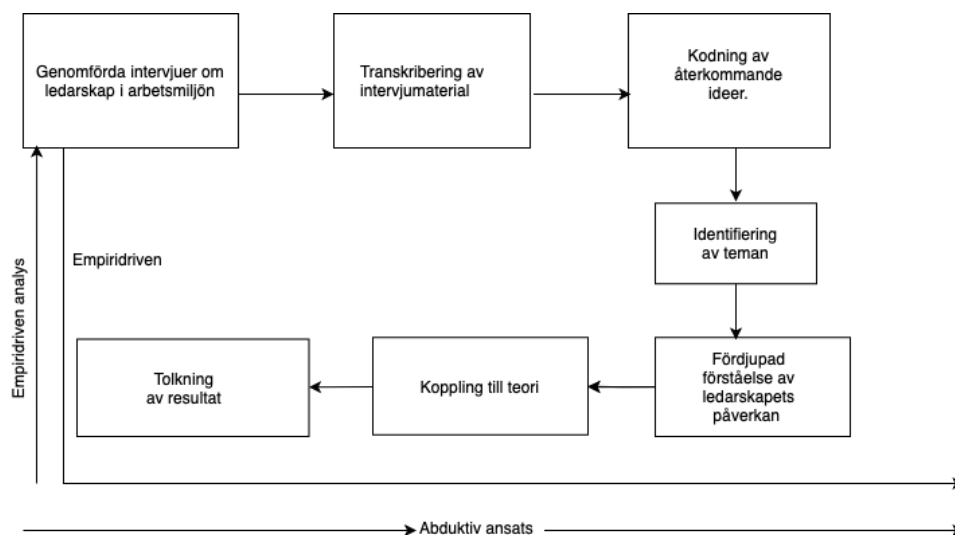 Genomförda intervjuer om
ledarskap i arbetsmiljön
Transkribering av
intervjumaterial
Kodning av
återkommande
ideer.
Identifiering
av teman
Empiridriven
Empiridriven analys
Tolkning
av resultat
Koppling till teori
Fördjupad
förståelse av
ledarskapets
påverkan
Abduktiv ansats